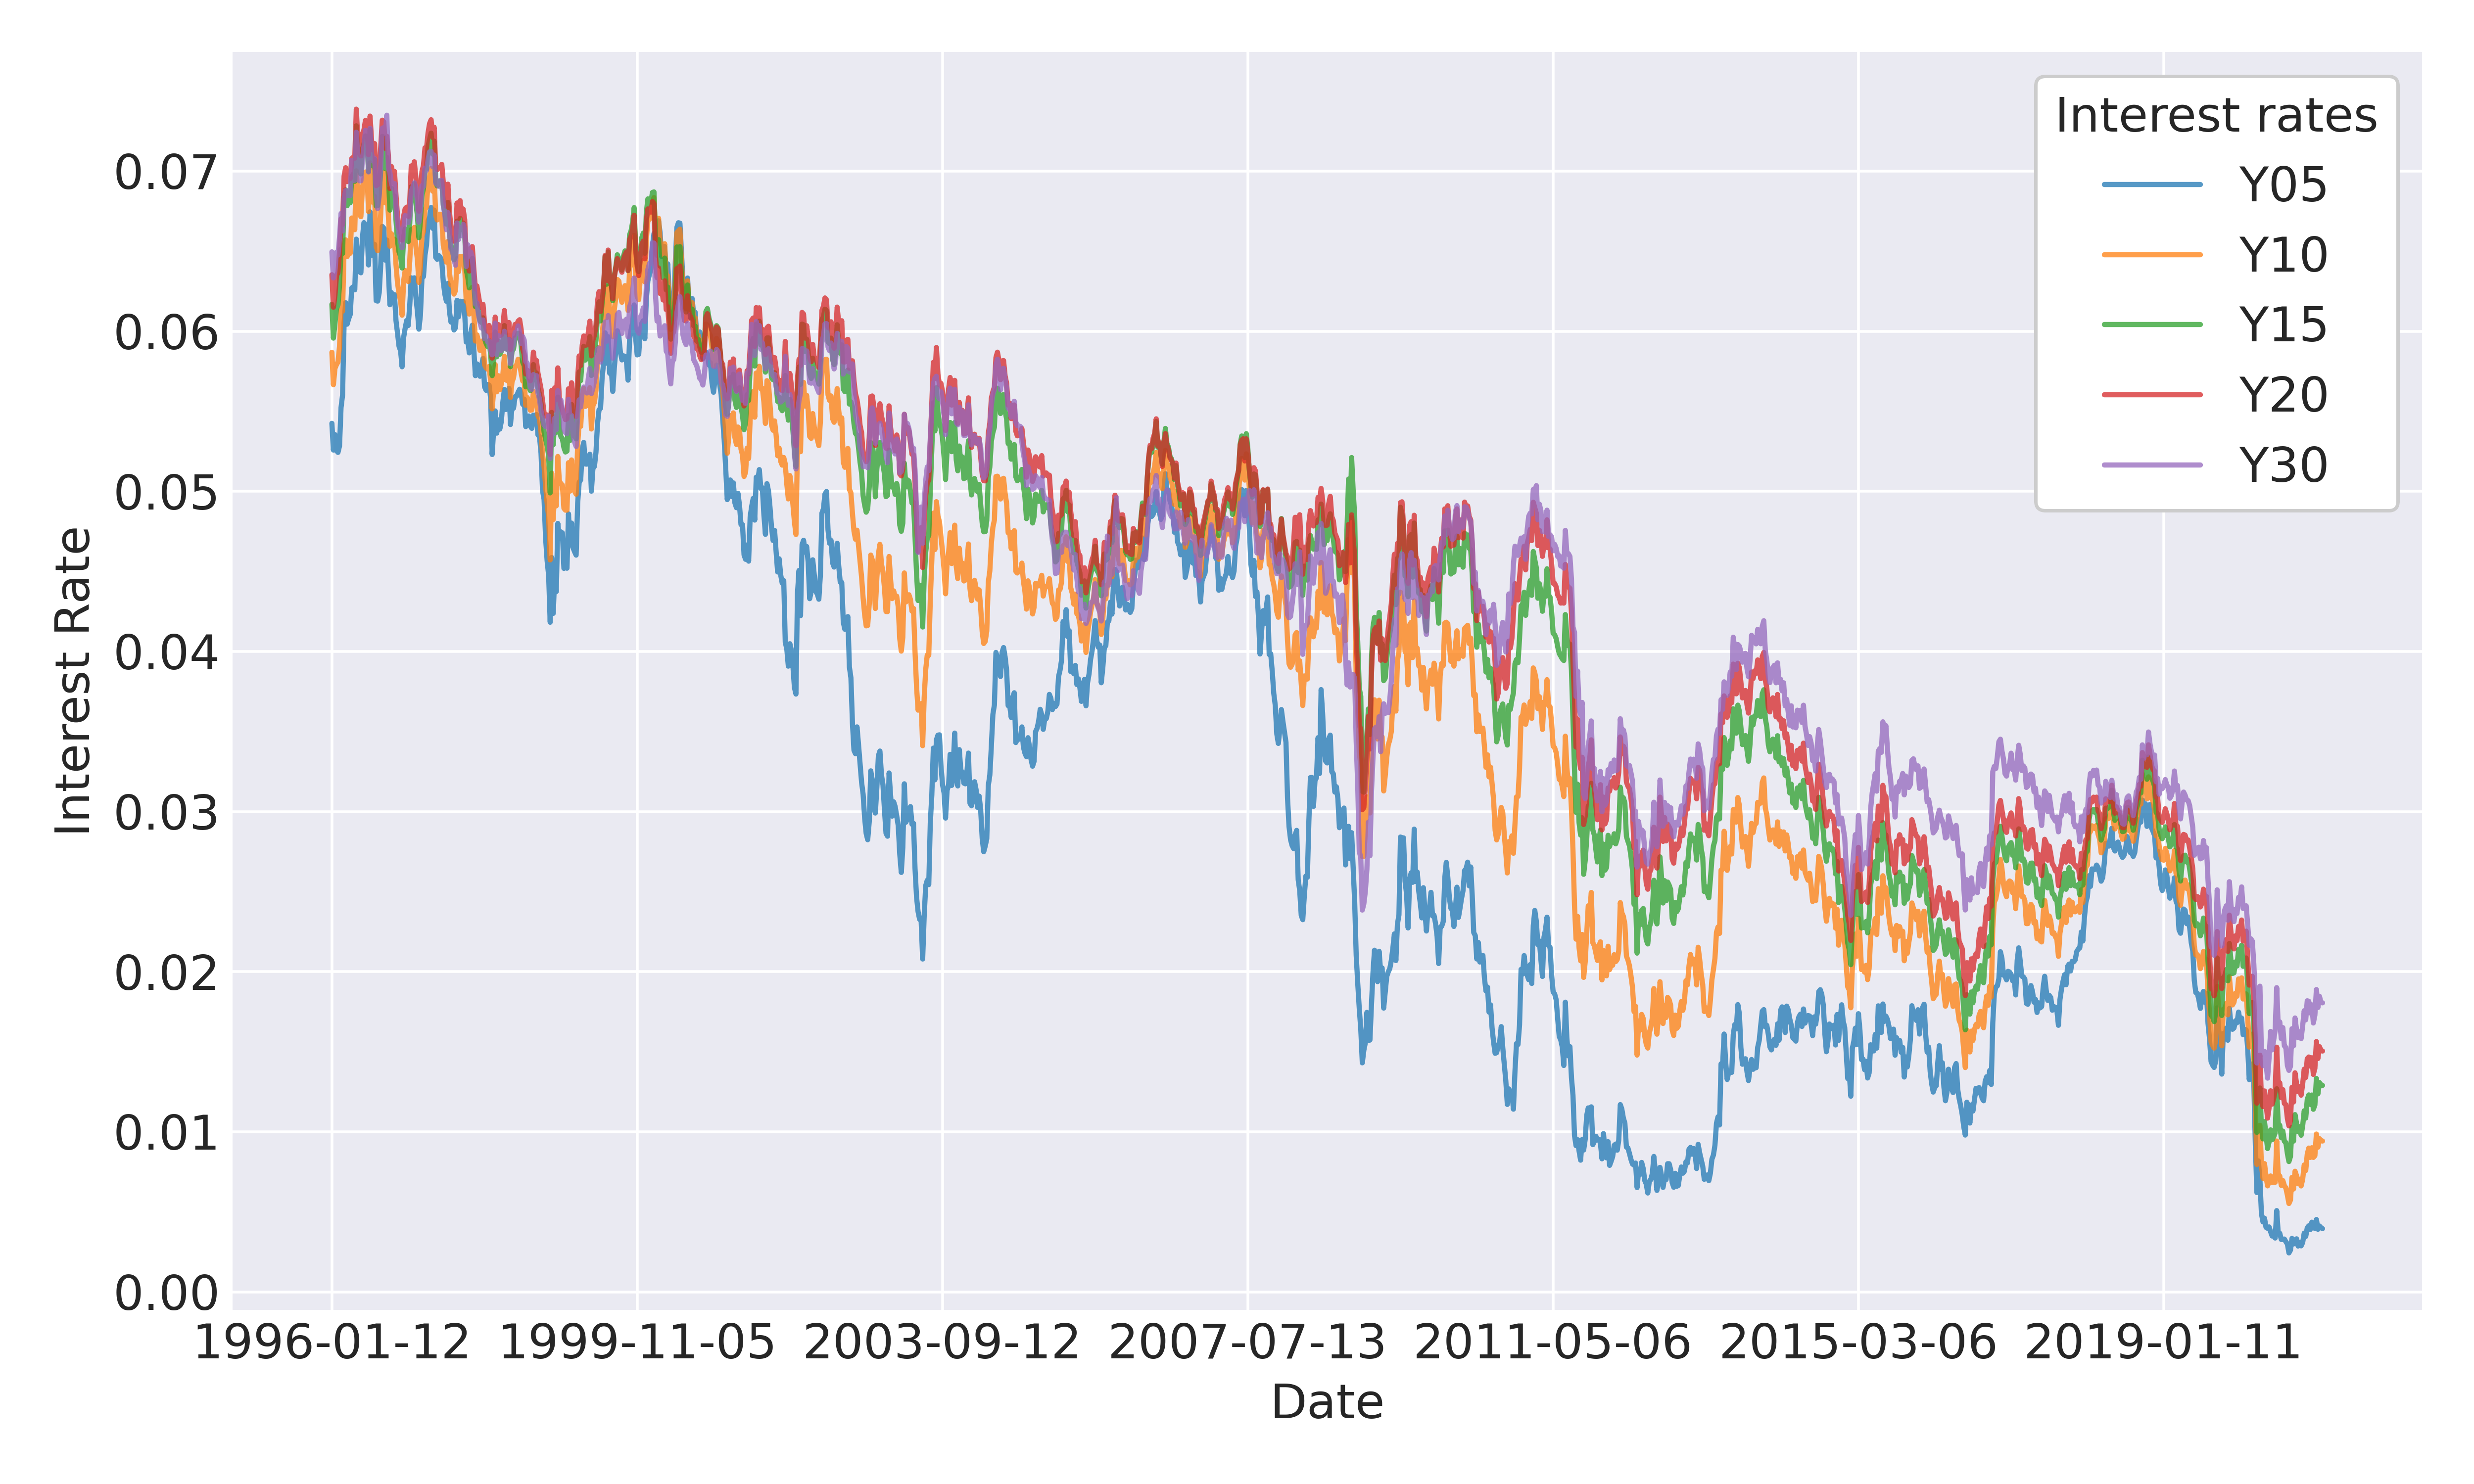 Interest rates
Y05
Y10
Y15
Y20
Y30
Interest Rate
0.07
0.06
0.05
0.04
0.03
0.02
0.01
0.00
1996-01-12 1999-11-05 2003-09-12 2007-07-13 2011-05-06 2015-03-06 2019-01-11
Date